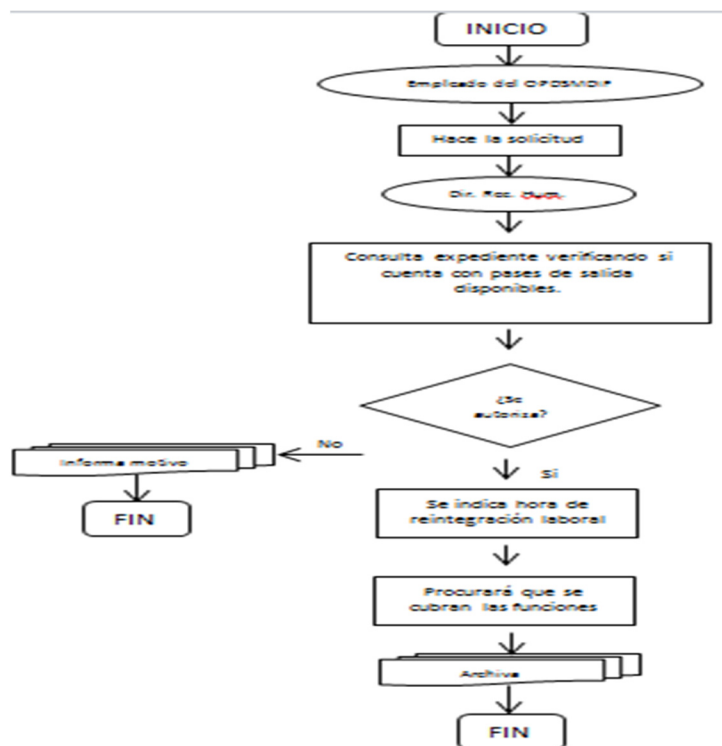 INICIO
Empleado del OPDSMDIF
Hace la solicitud
Dir. Rec. Hum.
Consulta expediente verificando si
cuenta con pases de salida
disponibles.
¿Se
autoriza?
No
Informa motivo
FIN
Si
Se indica hora de
reintegración laboral
Procurará que se
cubran las funciones
Archiva
FIN